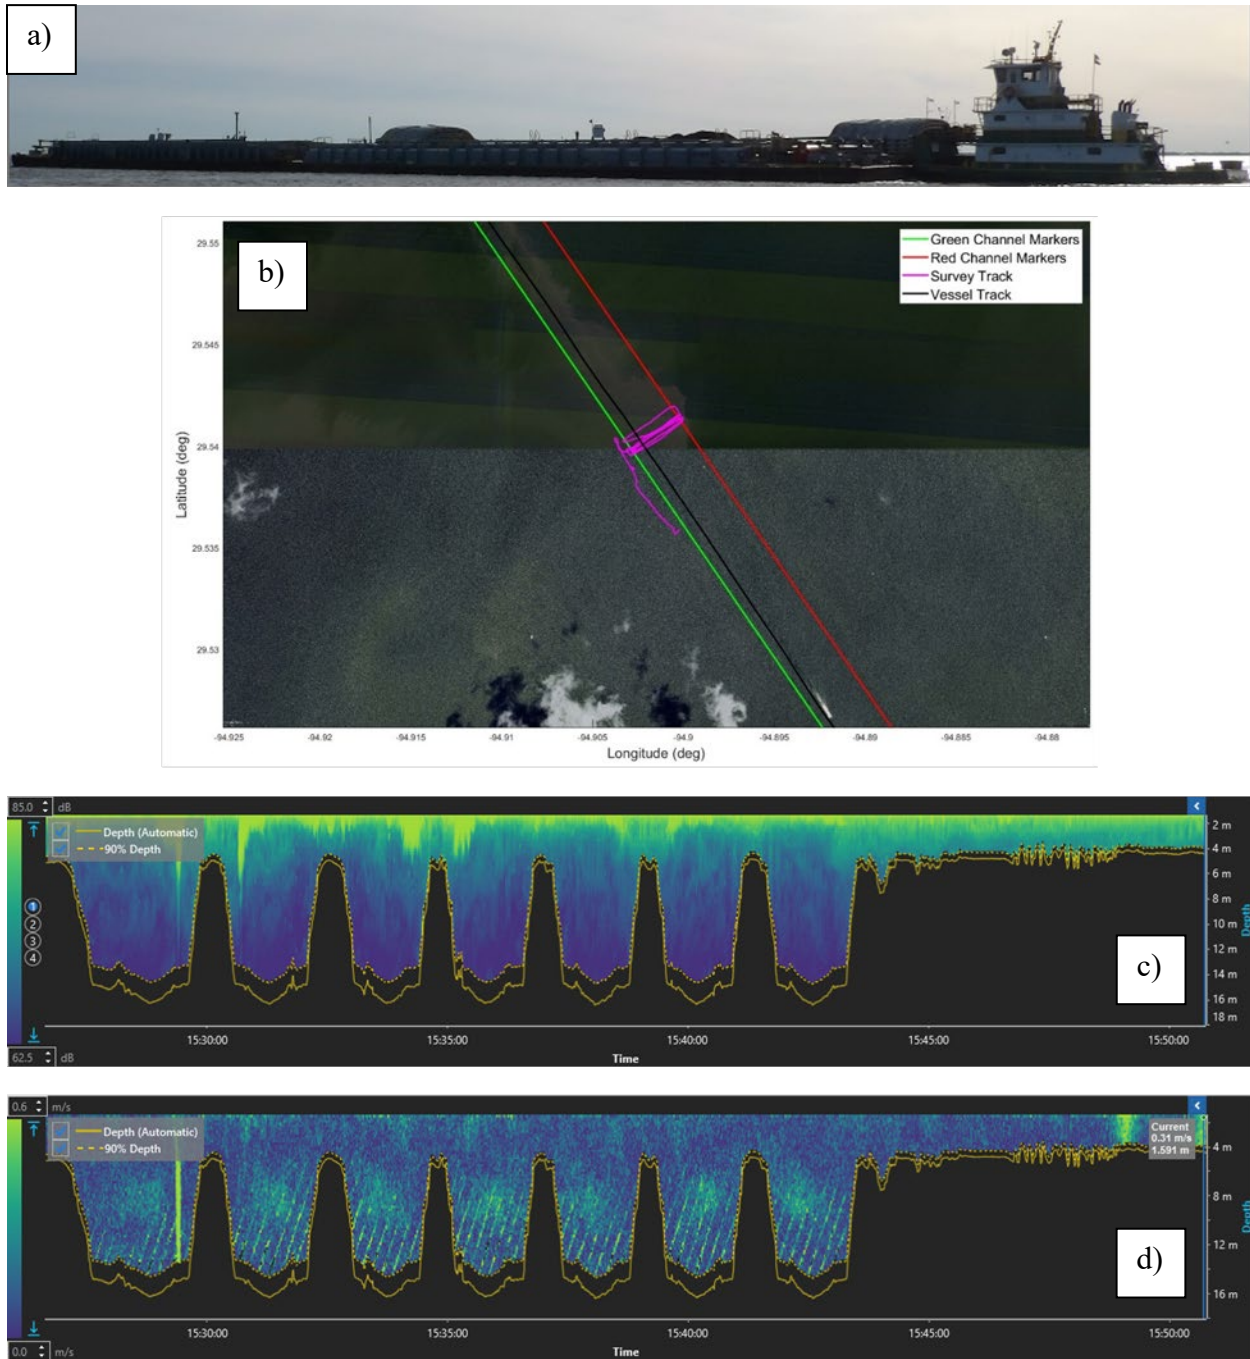 a)
b)
Green Channel Markers
Red Channel Markers
Survey Track
Vessel Track
29.55
29.545
29.54
29.535
29.53
Latitude (deg)
-94.925 -94.92 -94.915 -94.91 -94.905 -94.9 -94.895 -94.89 -94.885 -94.88
Longitude (deg)
85.0 dB
Depth (Automatic)
90% Depth
1
2
3
4
2 m
4 m
6 m
8 m
10 m
12 m
14 m
16 m
18 m
Depth
c)
15:30:00 15:35:00 15:40:00 15:45:00 15:50:00
62.5 dB
Time
0.6 m/s
Depth (Automatic)
90% Depth
Current
0.31 m/s
1.591 m
4 m
8 m
12 m
16 m
Depth
d)
15:30:00 15:35:00 15:40:00 15:45:00 15:50:00
0.0 m/s
Time